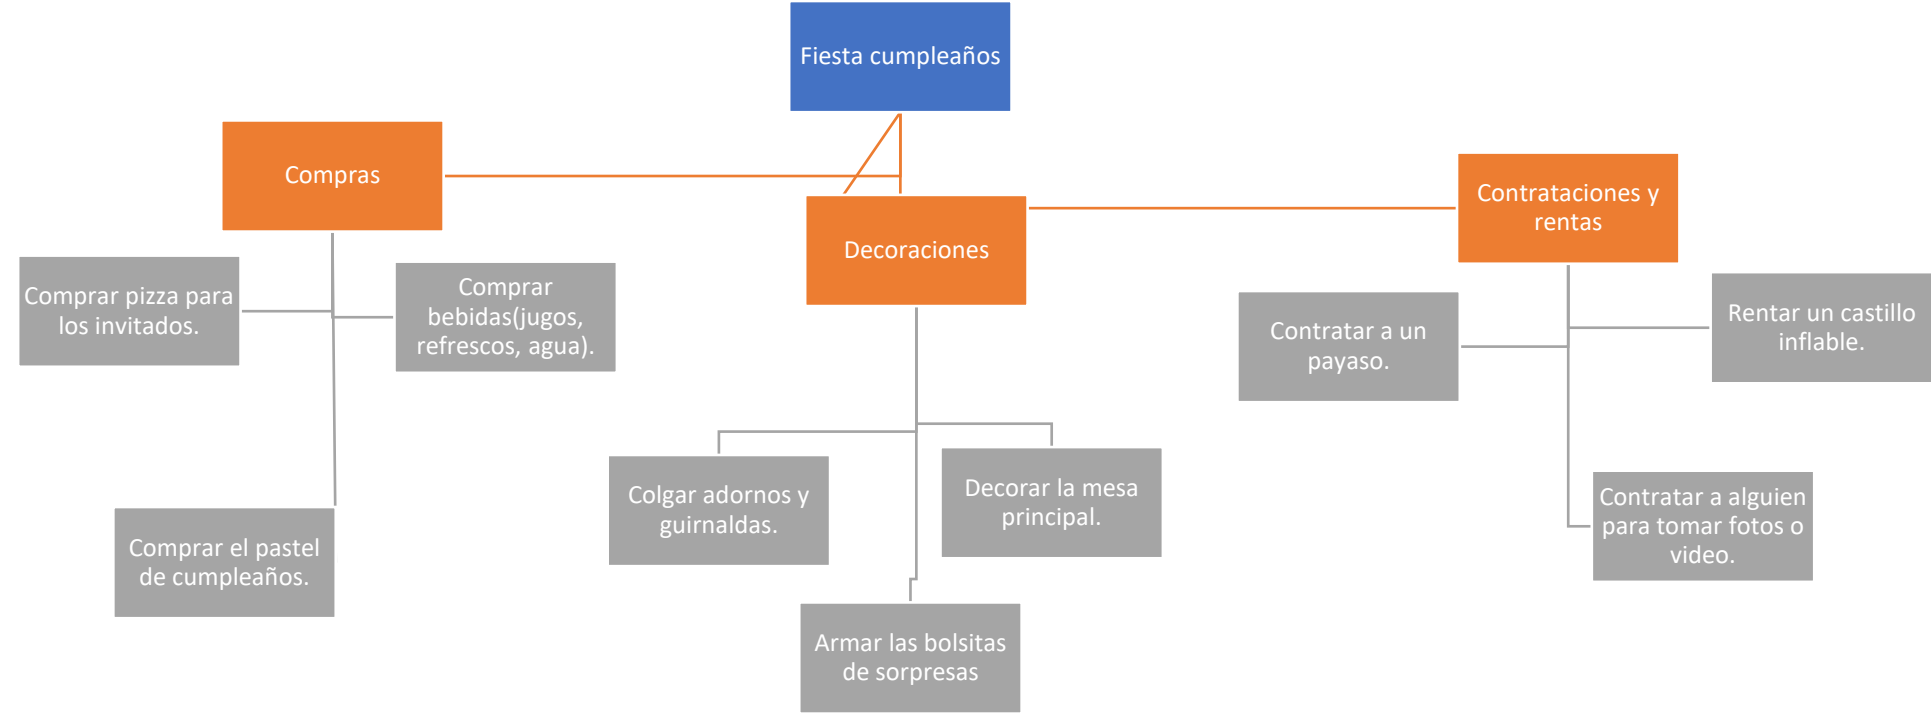 Fiesta cumpleaños
Compras
Decoraciones
Contrataciones y
rentas
Comprar pizza para
los invitados.
Comprar
bebidas(jugos,
refrescos, agua).
Comprar el pastel
de cumpleaños.
Colgar adornos y
guirnaldas.
Decorar la mesa
principal.
Armar las bolsitas
de sorpresas
Contratar a un
payaso.
Rentar un castillo
inflable.
Contratar a alguien
para tomar fotos o
video.